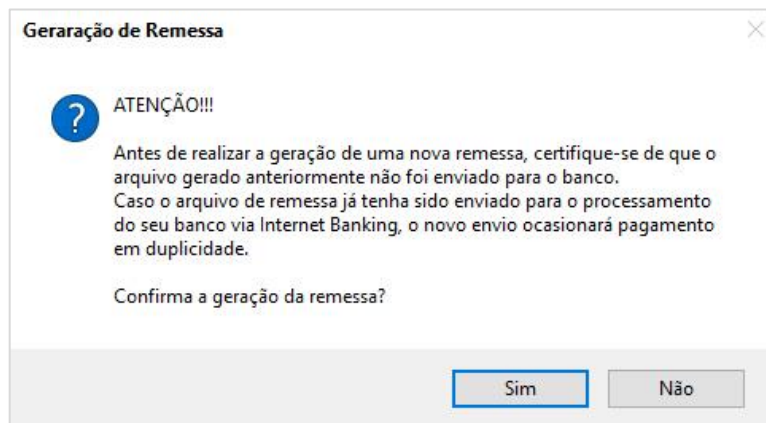 Geraração de Remessa
ATENÇÃO!!!
Antes de realizar a geração de uma nova remessa, certifique-se de que o
arquivo gerado anteriormente não foi enviado para o banco.
Caso o arquivo de remessa já tenha sido enviado para o processamento
do seu banco via Internet Banking, o novo envio ocasionará pagamento
em duplicidade.
Confirma a geração da remessa?
Sim
Não